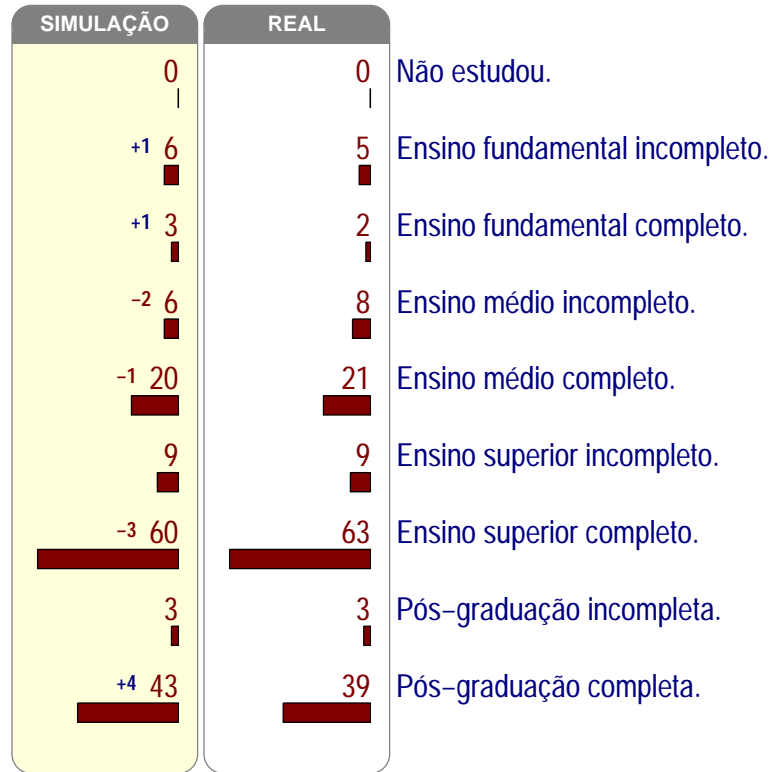 SIMULAÇÃO REAL
0 0 Não estudou.
+1 6 5 Ensino fundamental incompleto.
+1 3 2 Ensino fundamental completo.
−2 6 8 Ensino médio incompleto.
−1 20 21 Ensino médio completo.
9 9 Ensino superior incompleto.
−3 60 63 Ensino superior completo.
3 3 Pós−graduação incompleta.
+4 43 39 Pós−graduação completa.